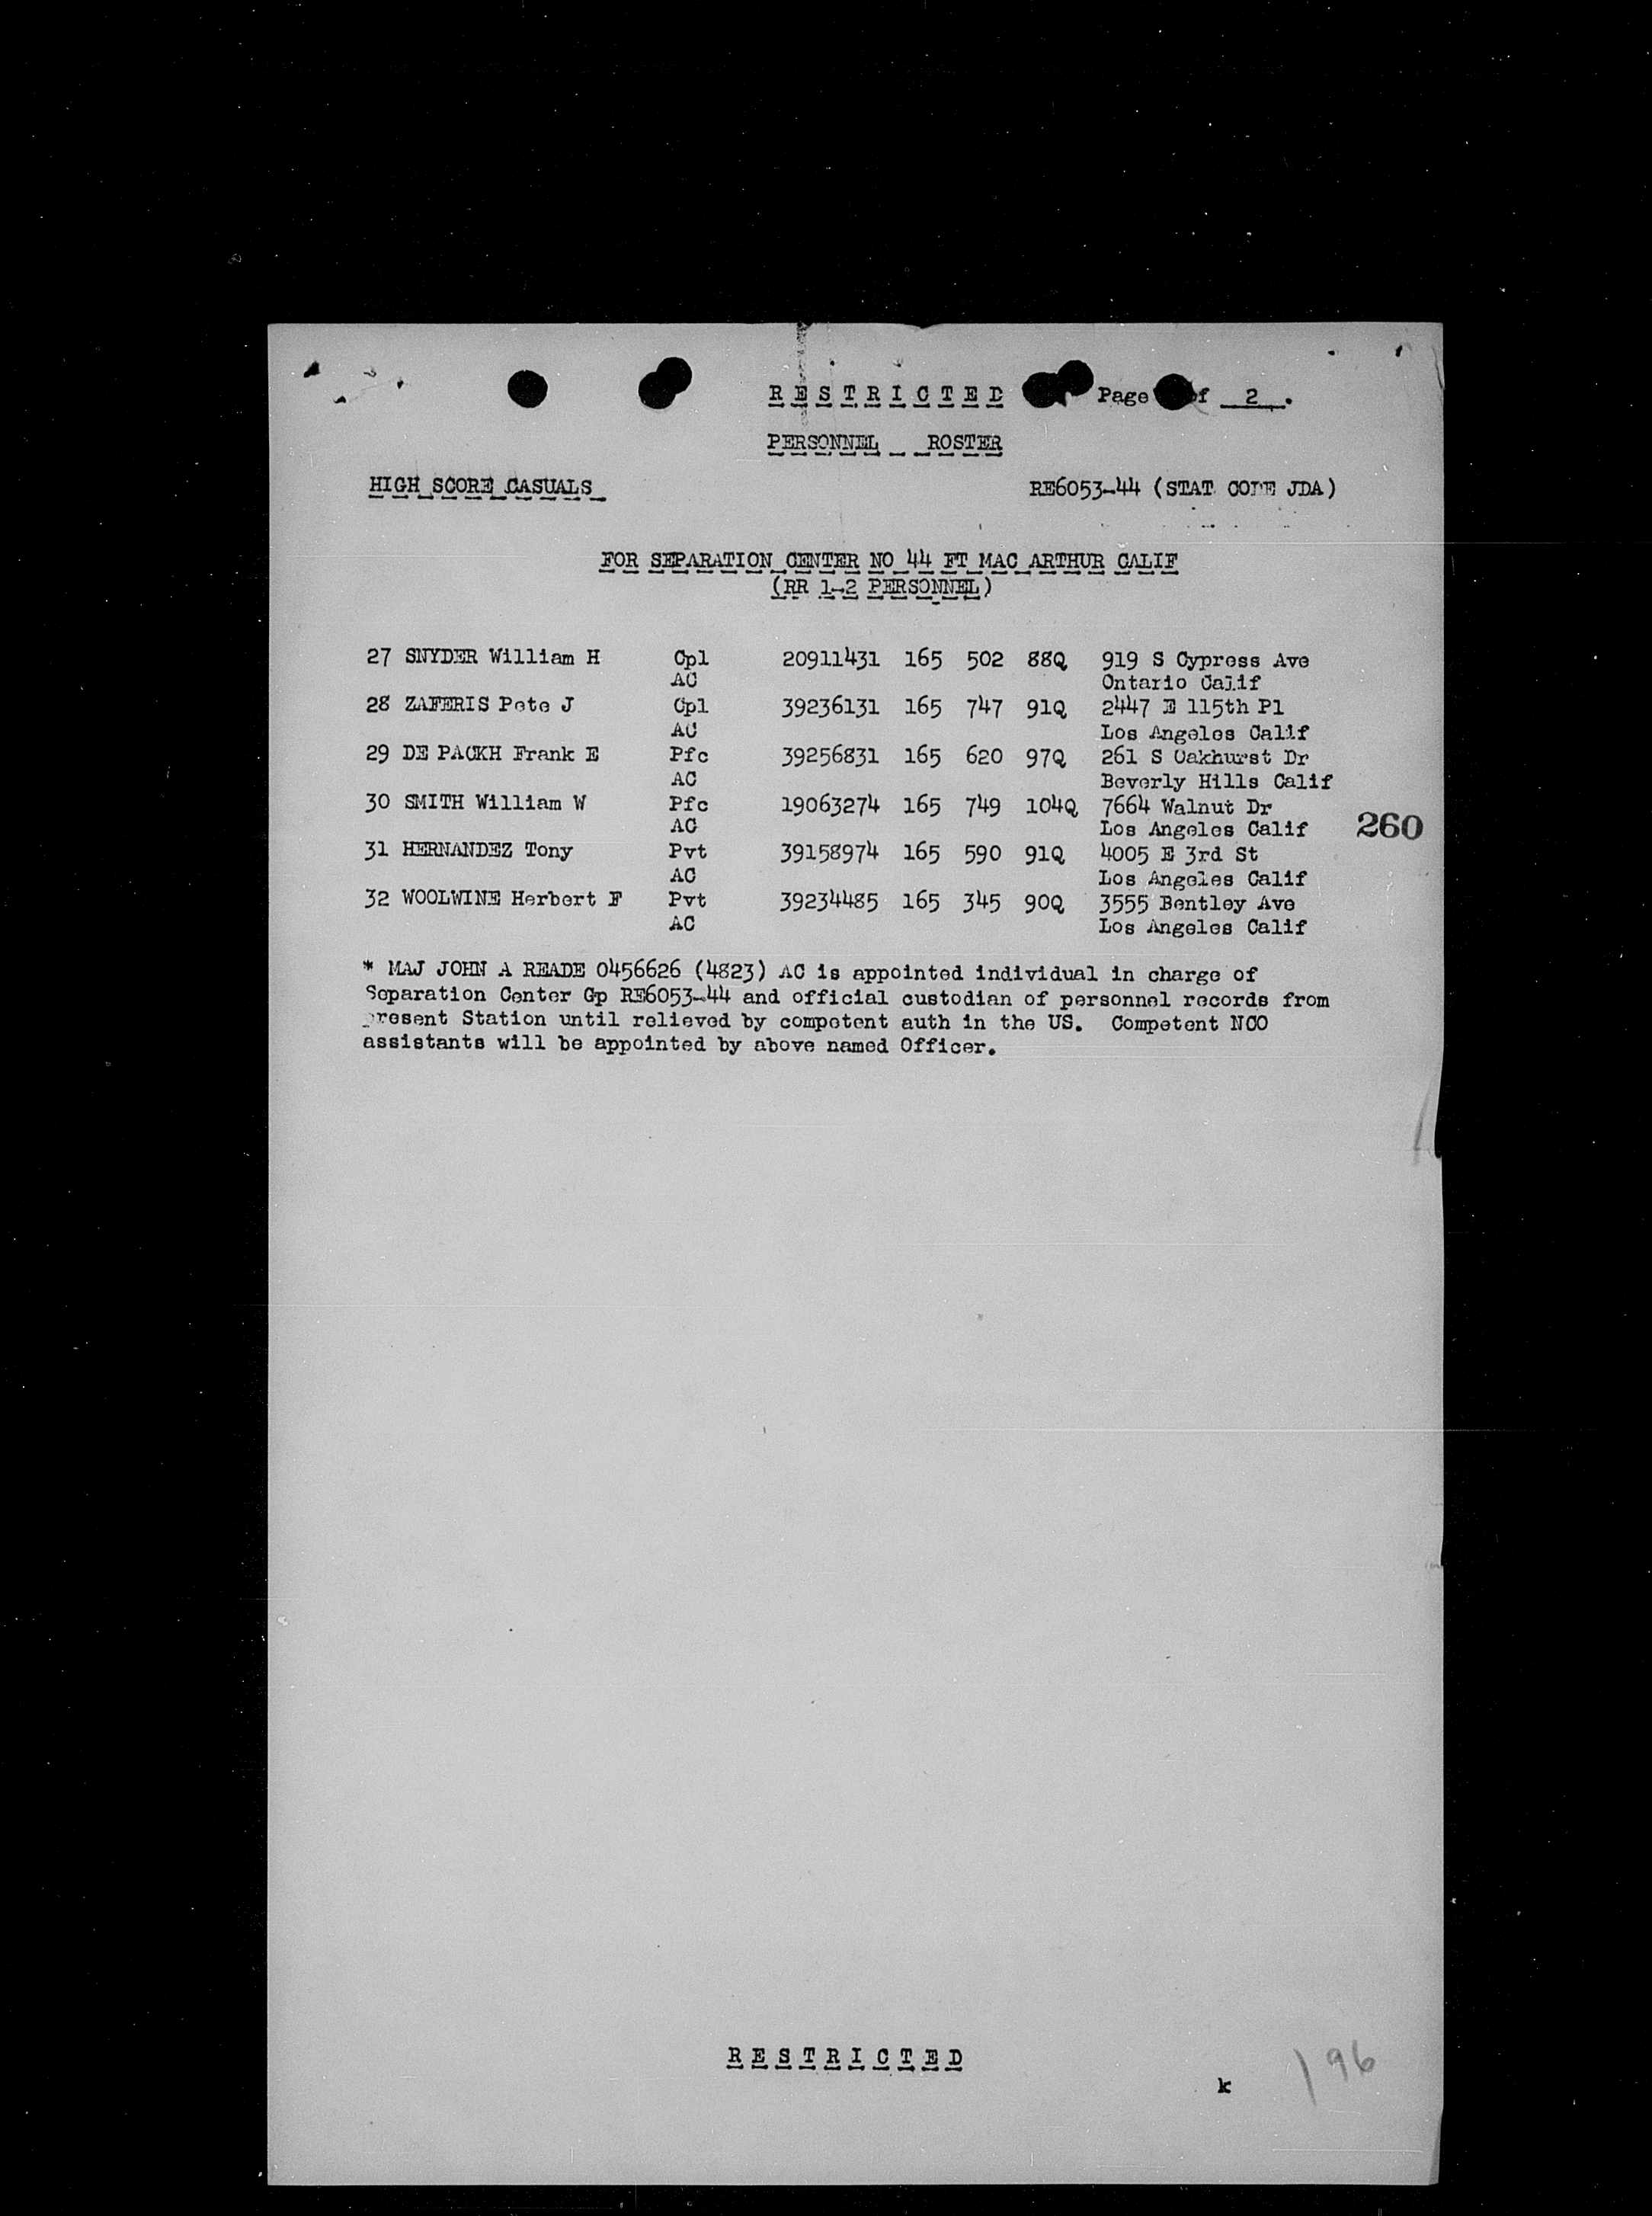 R E S T R I C T E D Page f 2 .
PERSONNEL ROSTER
HIGH SCORE CASUALS RE6053-44 (STAT CODE JDA)
FOR SEPARATION CENTER NO 44 FT MAC ARTHUR CALIF
(RR 1-2 PERSONNEL)
27 SNYDER William H Cpl 20911431 165 502 88Q 919 S Cypress Ave
AC Ontario Calif
28 ZAFERIS Pete J Cpl 39236131 165 747 91Q 2447 E 115th Pl
AC Los Angeles Calif
29 DE PACKH Frank E Pfc 39256831 165 620 97Q 261 S Oakhurst Dr
AC Beverly Hills Calif
30 SMITH William W Pfc 19063274 165 749 104Q 7664 Walnut Dr
AC Los Angeles Calif 260
31 HERNANDEZ Tony Pvt 39158974 165 590 91Q 4005 E 3rd St
AC Los Angeles Calif
32 WOOLWINE Herbert F Pvt 39234485 165 345 90Q 3555 Bentley Ave
AC Los Angeles Calif
* MAJ JOHN A READE 0456626 (4823) AC is appointed individual in charge of
Separation Center Gp RE6053-44 and official custodian of personnel records from
present Station until relieved by competent auth in the US. Competent NCO
assistants will be appointed by above named Officer.
R E S T R I C T E D
k
196